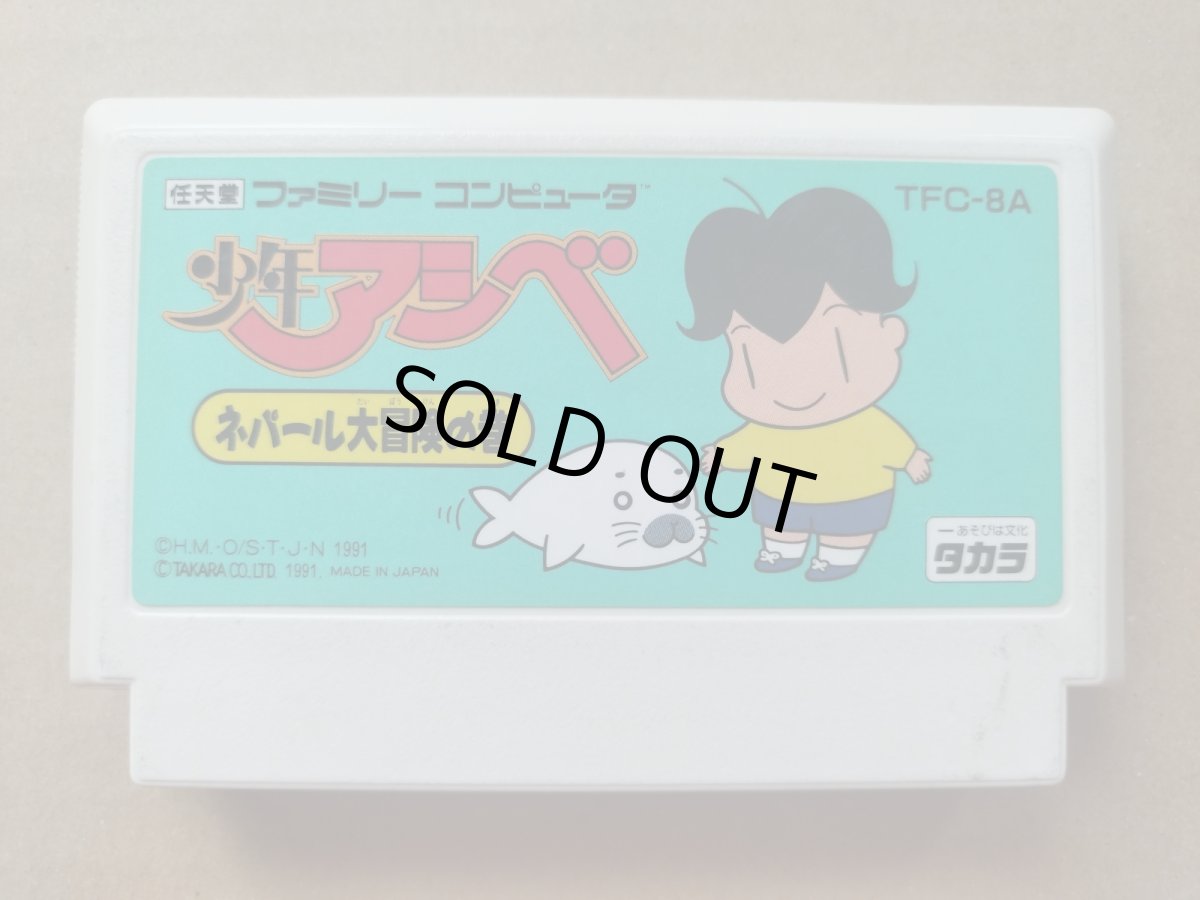 任天堂 ファミリー コンピュータ™
TFC-8A
少年アシベ
ネパール大冒険の巻
SOLD OUT
©H.M.·O/S·T·J·N 1991
©TAKARA CO.,LTD. 1991, MADE IN JAPAN
ーあそびは文化
タカラ